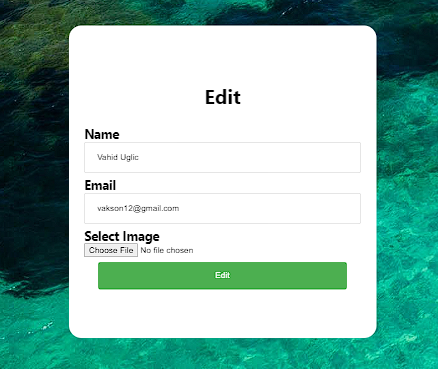 Edit
Name
Vahid Uglic
Email
vakson12@gmail.com
Select Image
Choose File No file chosen
Edit